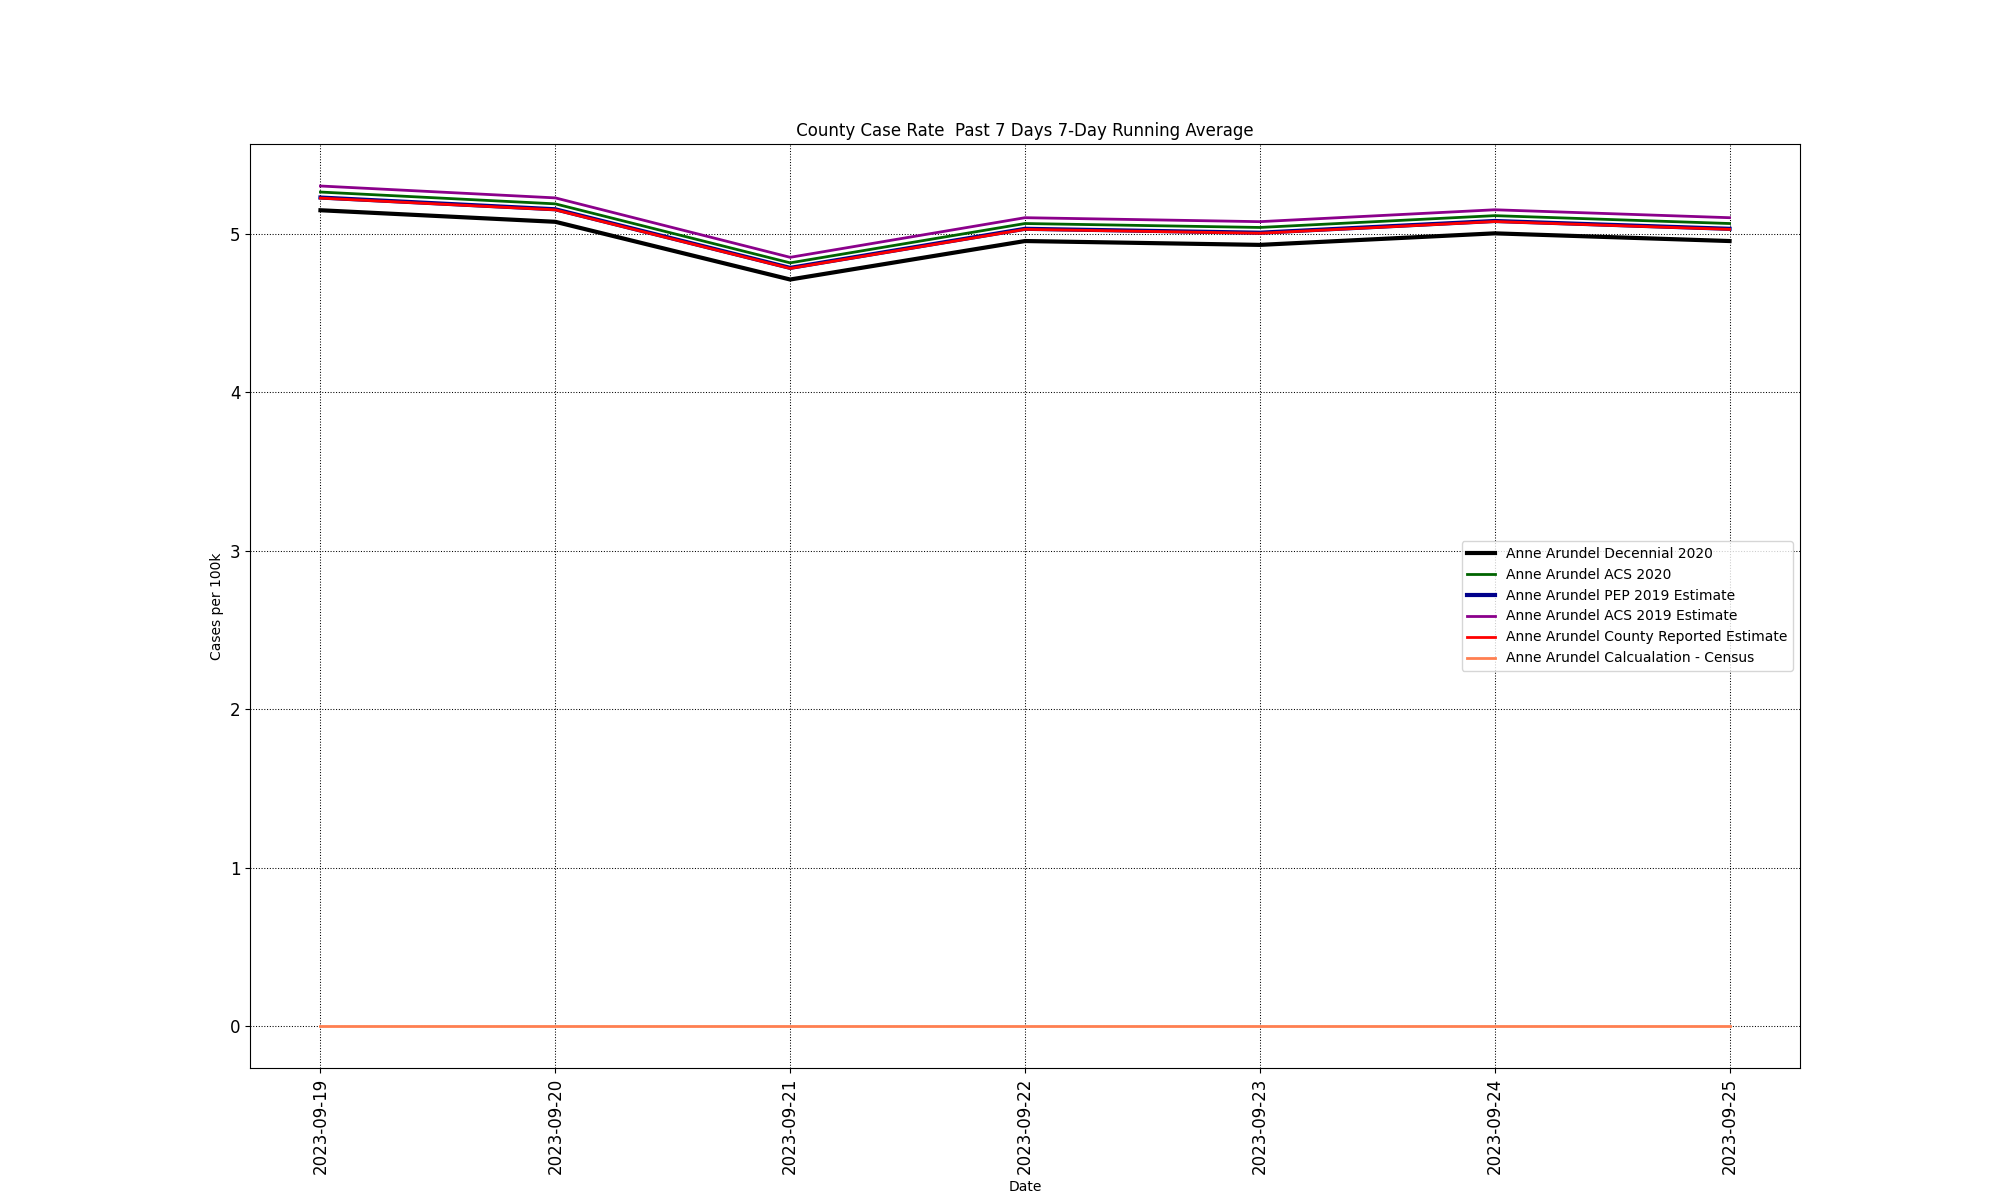 County Case Rate  Past 7 Days 7-Day Running Average
Cases per 100k
5
4
3
2
1
0
Anne Arundel Decennial 2020
Anne Arundel ACS 2020
Anne Arundel PEP 2019 Estimate
Anne Arundel ACS 2019 Estimate
Anne Arundel County Reported Estimate
Anne Arundel Calcualation - Census
2023-09-19
2023-09-20
2023-09-21
2023-09-22
2023-09-23
2023-09-24
2023-09-25
Date